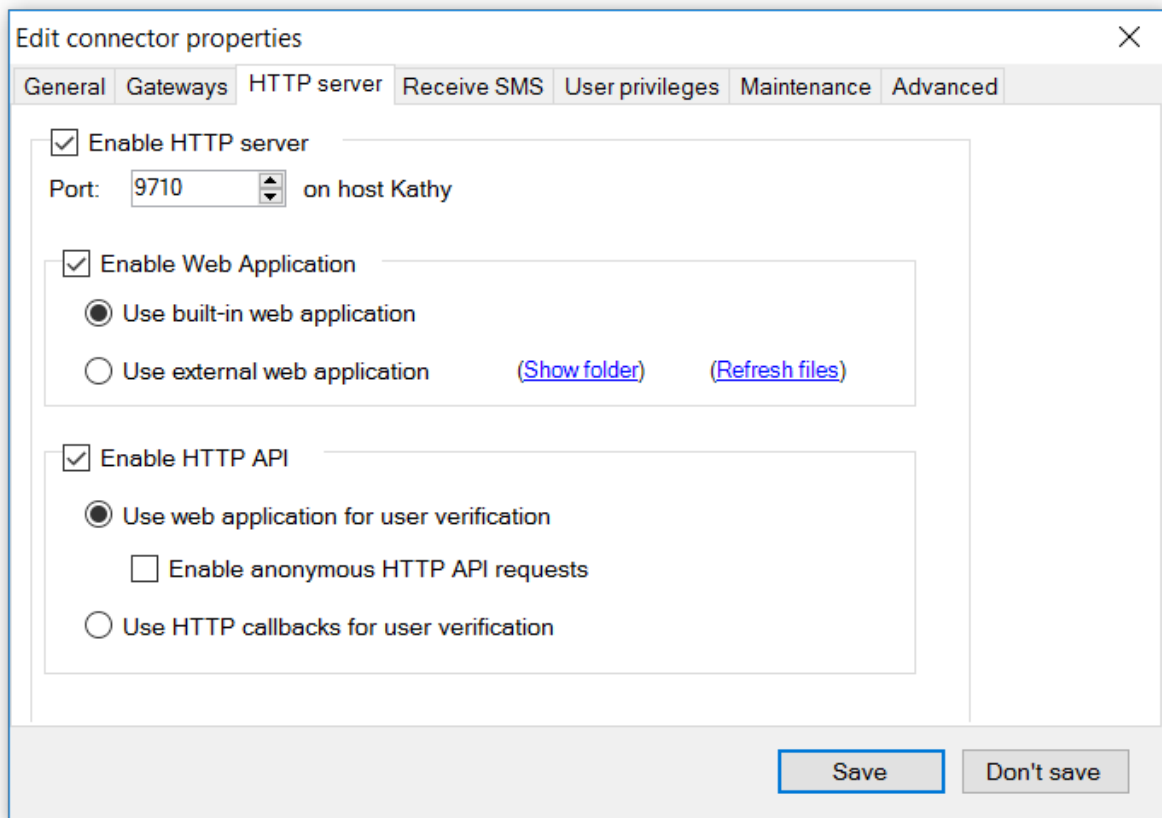 Edit connector properties
General Gateways HTTP server Receive SMS User privileges Maintenance Advanced
Enable HTTP server
Port: 9710 on host Kathy
Enable Web Application
Use built-in web application
Use external web application (Show folder) (Refresh files)
Enable HTTP API
Use web application for user verification
Enable anonymous HTTP API requests
Use HTTP callbacks for user verification
Save Don't save